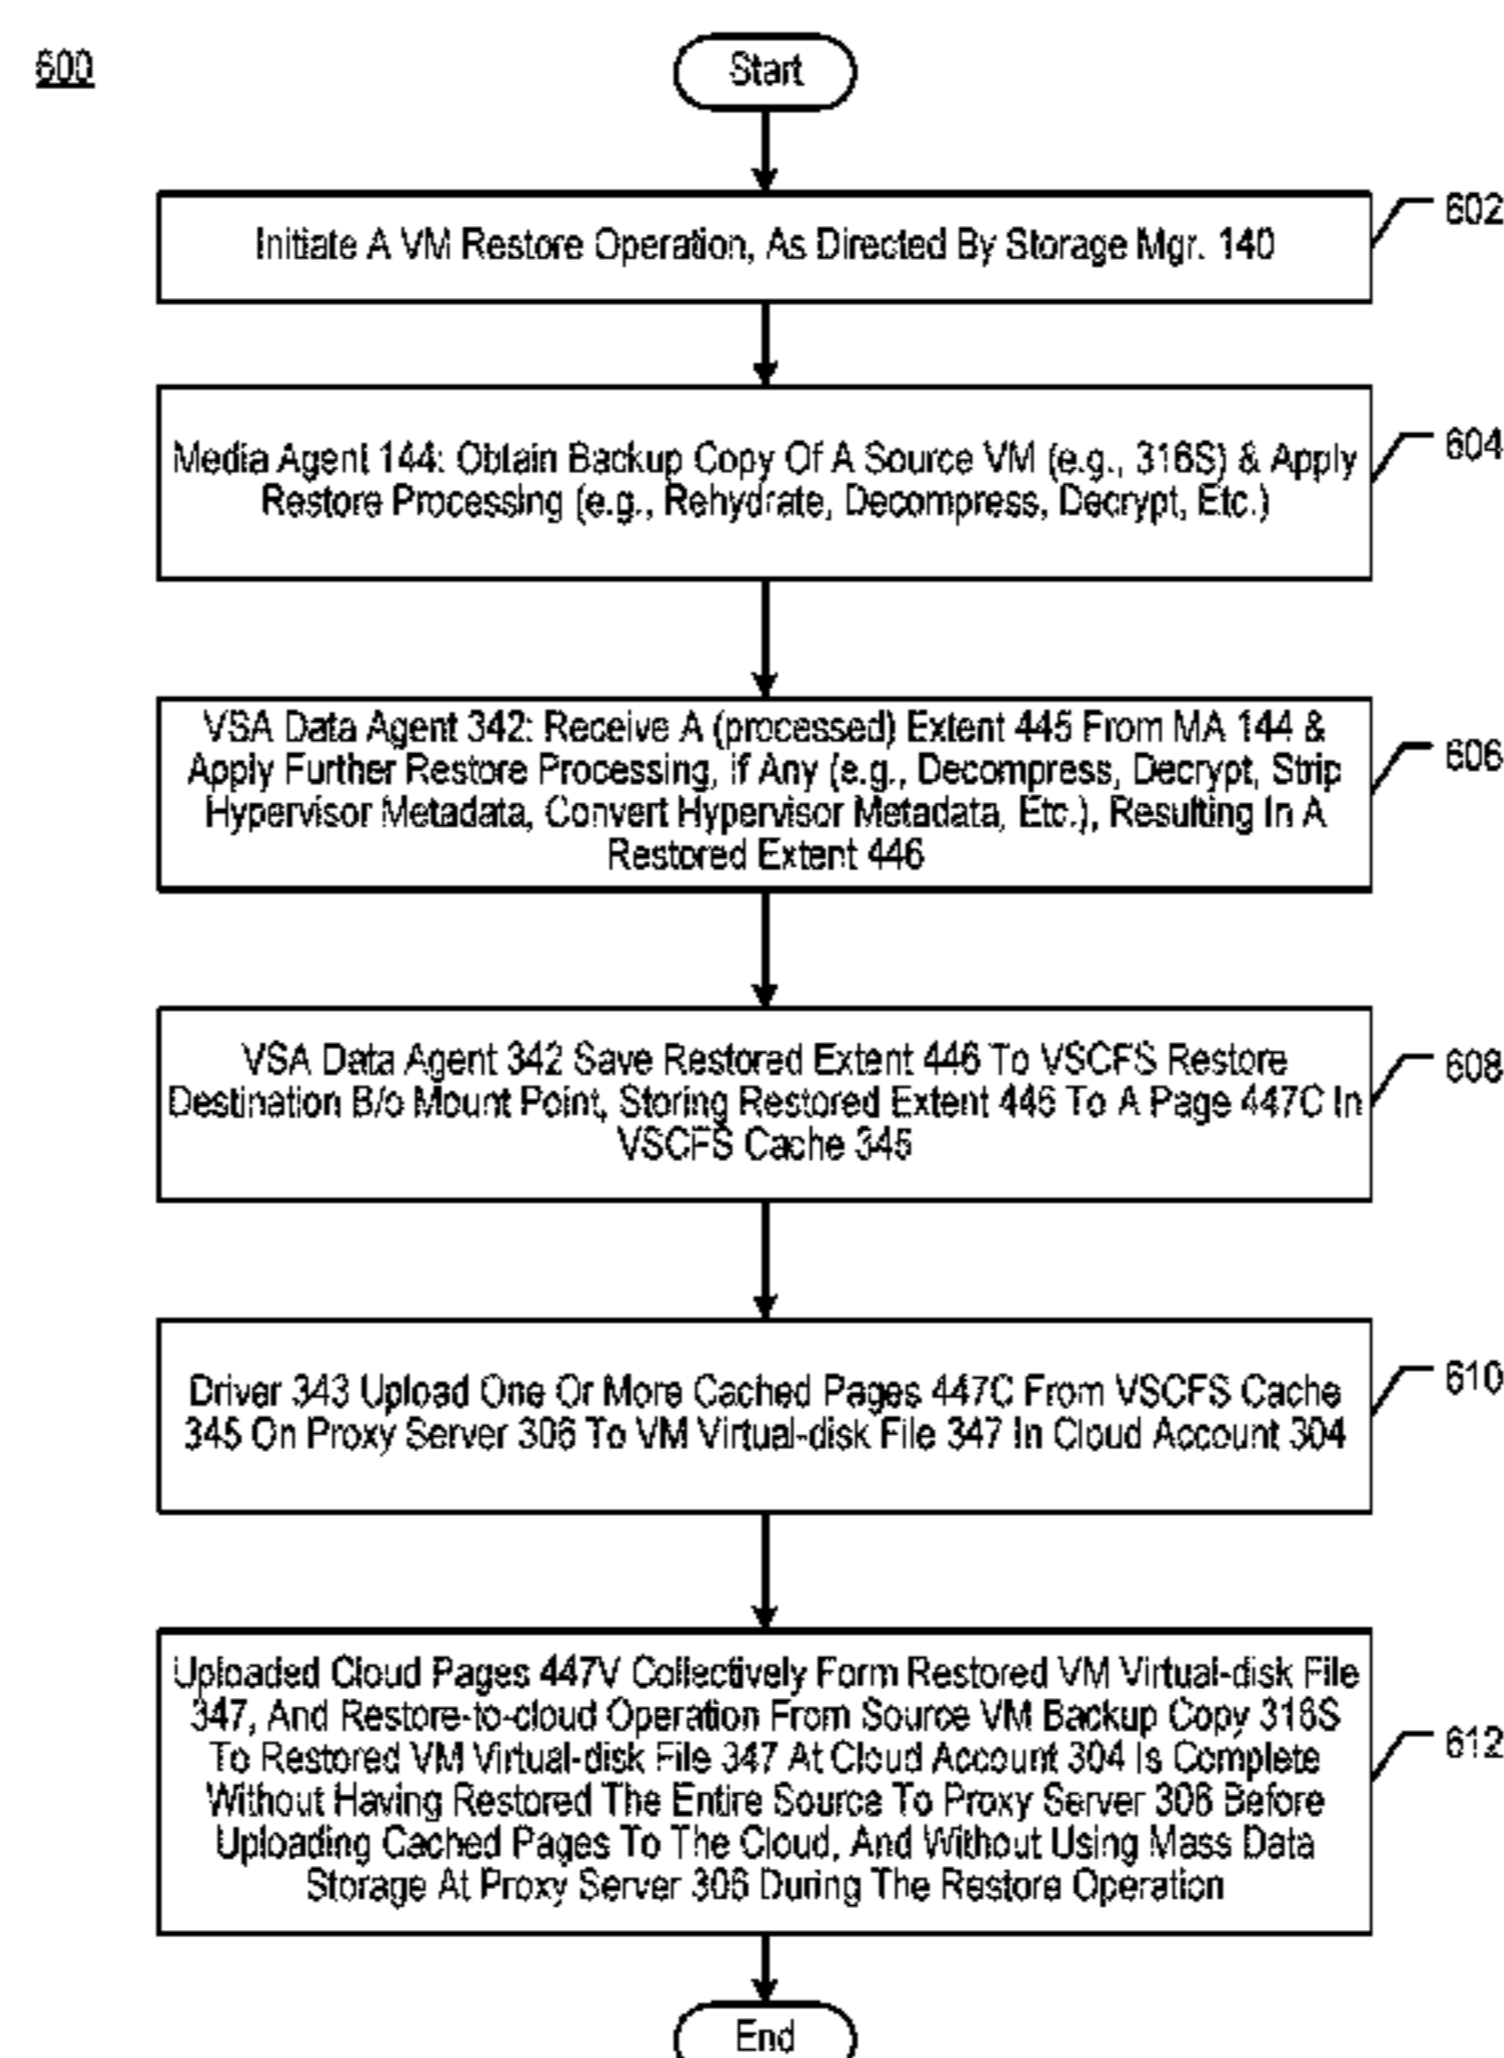 600
Start
Initiate A VM Restore Operation, As Directed By Storage Mgr. 140
602
Media Agent 144: Obtain Backup Copy Of A Source VM (e.g., 316S) & Apply
Restore Processing (e.g., Rehydrate, Decompress, Decrypt, Etc.)
604
VSA Data Agent 342: Receive A (processed) Extent 445 From MA 144 &
Apply Further Restore Processing, if Any (e.g., Decompress, Decrypt, Strip
Hypervisor Metadata, Convert Hypervisor Metadata, Etc.), Resulting In A
Restored Extent 446
606
VSA Data Agent 342 Save Restored Extent 446 To VSCFS Restore
Destination B/o Mount Point, Storing Restored Extent 446 To A Page 447C In
VSCFS Cache 345
608
Driver 343 Upload One Or More Cached Pages 447C From VSCFS Cache
345 On Proxy Server 306 To VM Virtual-disk File 347 In Cloud Account 304
610
Uploaded Cloud Pages 447V Collectively Form Restored VM Virtual-disk File
347, And Restore-to-cloud Operation From Source VM Backup Copy 316S
To Restored VM Virtual-disk File 347 At Cloud Account 304 Is Complete
Without Having Restored The Entire Source To Proxy Server 306 Before
Uploading Cached Pages To The Cloud, And Without Using Mass Data
Storage At Proxy Server 306 During The Restore Operation
612
End